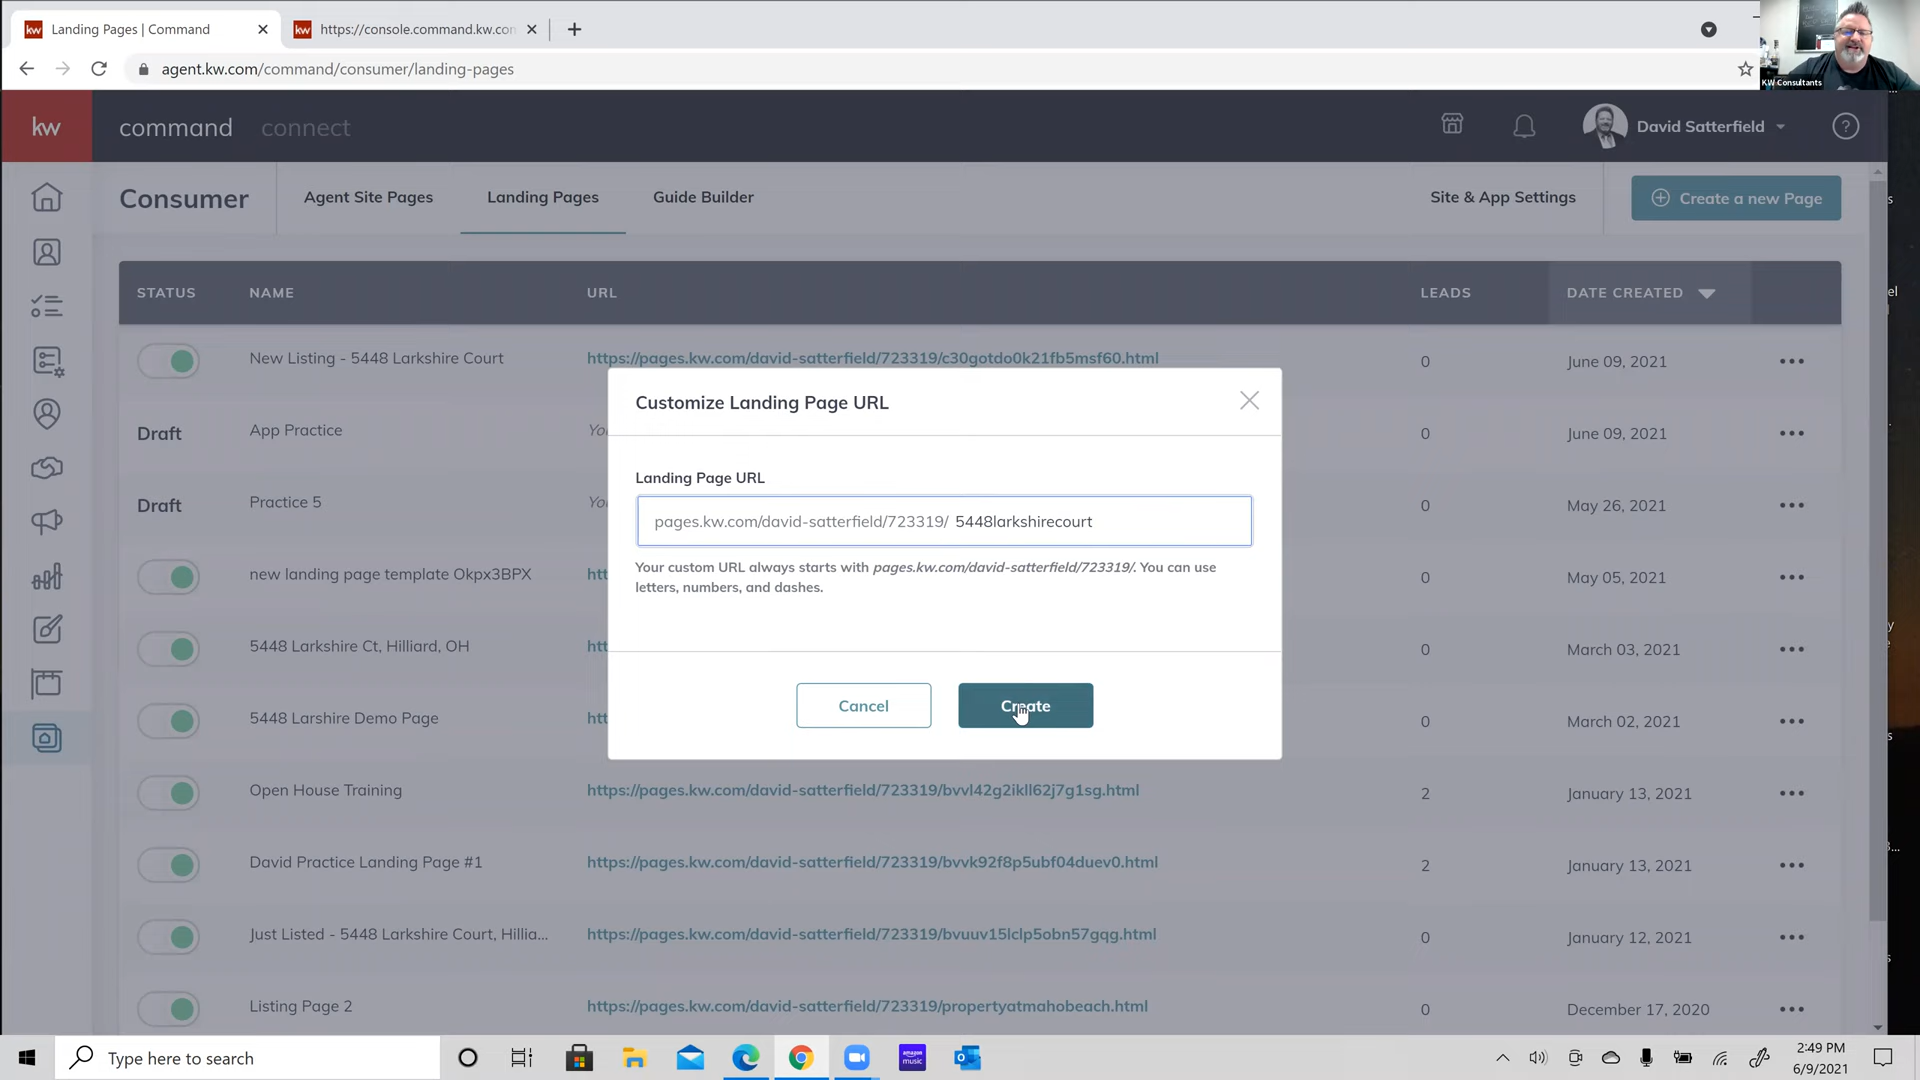 Landing Pages | Command
https://console.command.kw.con
agent.kw.com/command/consumer/landing-pages
KW Consultants
kw
command
connect
David Satterfield
Consumer
Agent Site Pages
Landing Pages
Guide Builder
Site & App Settings
Create a new Page
STATUS
NAME
URL
LEADS
DATE CREATED
New Listing - 5448 Larkshire Court
https://pages.kw.com/david-satterfield/723319/c30gotdo0k21fb5msf60.html
0
June 09, 2021
Draft
App Practice
You
0
June 09, 2021
Draft
Practice 5
You
0
May 26, 2021
new landing page template Okpx3BPX
htt
0
May 05, 2021
5448 Larkshire Ct, Hilliard, OH
htt
0
March 03, 2021
5448 Larshire Demo Page
htt
0
March 02, 2021
Open House Training
https://pages.kw.com/david-satterfield/723319/bvvl42g2ikll62j7g1sg.html
2
January 13, 2021
David Practice Landing Page #1
https://pages.kw.com/david-satterfield/723319/bvvk92f8p5ubf04duev0.html
2
January 13, 2021
Just Listed - 5448 Larkshire Court, Hillia...
https://pages.kw.com/david-satterfield/723319/bvuuv15lclp5obn57gqg.html
0
January 12, 2021
Listing Page 2
https://pages.kw.com/david-satterfield/723319/propertyatmahobeach.html
0
December 17, 2020
Customize Landing Page URL
Landing Page URL
pages.kw.com/david-satterfield/723319/ 5448larkshirecourt
Your custom URL always starts with pages.kw.com/david-satterfield/723319/. You can use
letters, numbers, and dashes.
Cancel
Create
Type here to search
amazon
music
2:49 PM
6/9/2021